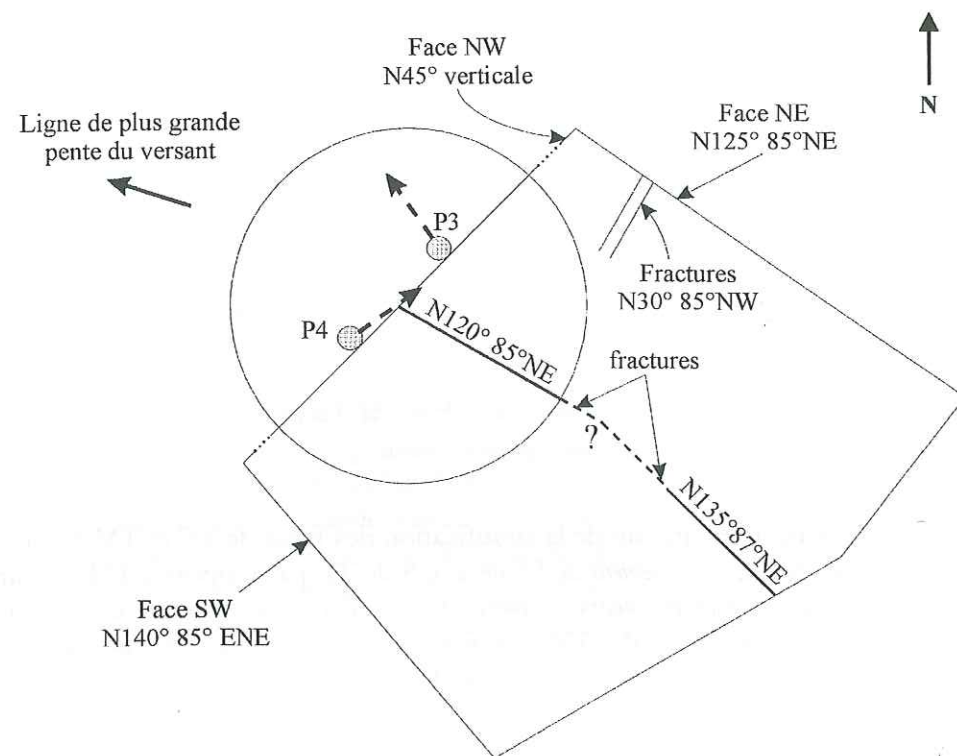 Face NW
N45° verticale
N
Ligne de plus grande
pente du versant
Face NE
N125° 85°NE
P3
Fractures
N30° 85°NW
P4
N120° 85°NE
fractures
?
N135°87°NE
Face SW
N140° 85° ENE